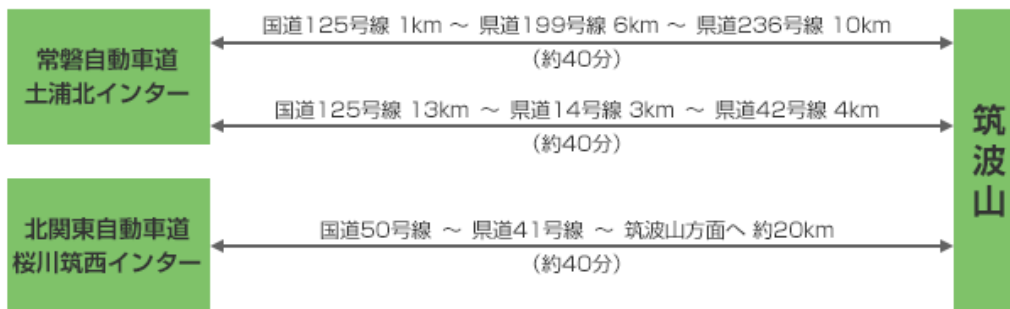 常磐自動車道
土浦北インター
国道125号線 1km ～ 県道199号線 6km ～ 県道236号線 10km
（約40分）
国道125号線 13km ～ 県道14号線 3km ～ 県道42号線 4km
（約40分）
北関東自動車道
桜川筑西インター
国道50号線 ～ 県道41号線 ～ 筑波山方面へ 約20km
（約40分）
筑波山